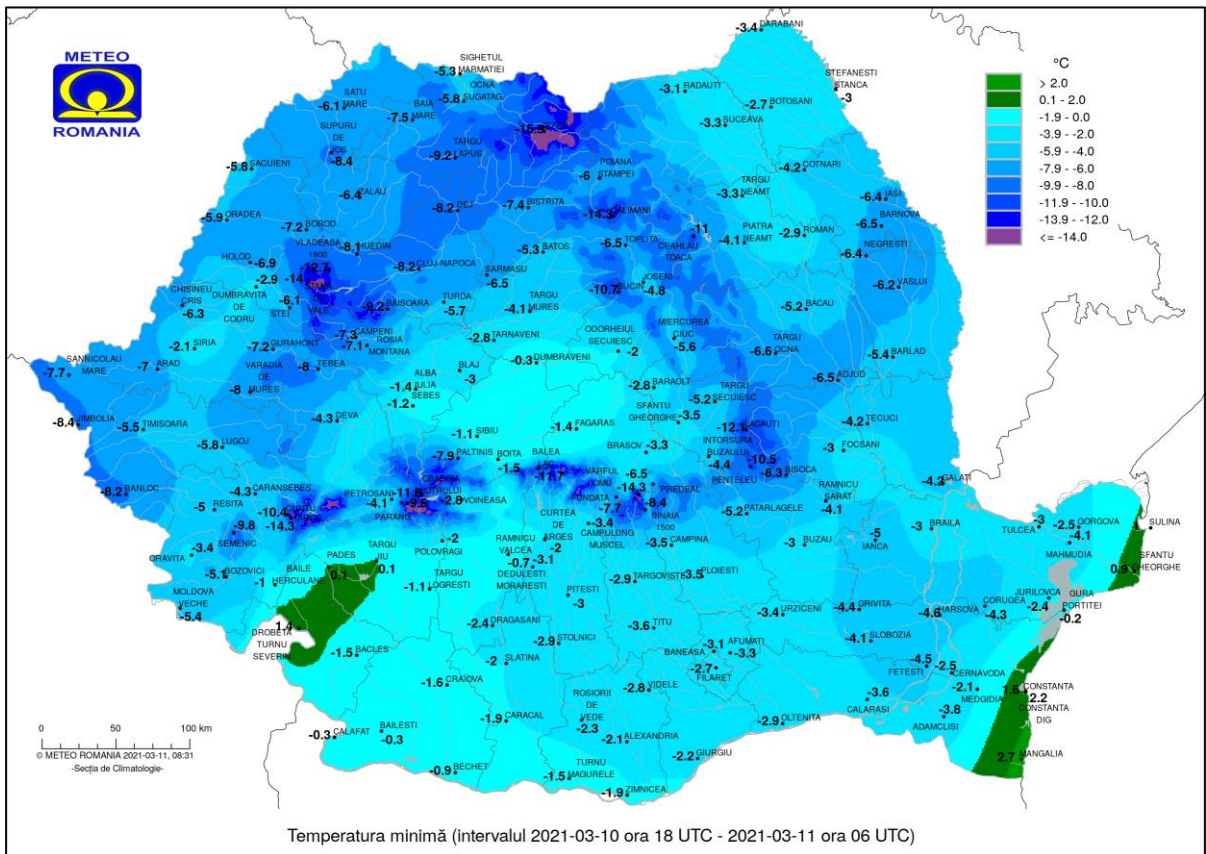 METEO
ROMANIA
-3.4 DARABANI
SIGHETUL
-5.3 MARMATIEI
OCNA
-5.8 SUGATAG
SATU
-6.1 MARE
BAIA
-7.5 MARE
-3.1 RADAUTI
STEFANESTI
STANCA
-3
-2.7 BOTOSANI
-3.3 SUCEAVA
°C
> 2.0
0.1 - 2.0
-1.9 - 0.0
-3.9 - -2.0
-5.9 - -4.0
-7.9 - -6.0
-9.9 - -8.0
-11.9 - -10.0
-13.9 - -12.0
<= -14.0
SUPURU
DE
JOS
-8.4
TARGU
-9.2 LAPUS
-15.9
POIANA
-6 STAMPEI
-5.8 SACUIENI
-4.2 COTNARI
-6.4 ZALAU
TARGU
-3.3 NEAMT
-6.4 IASI
-5.9 ORADEA
-8.2 DEJ
-7.4 BISTRITA
-14.3 CALIMANI
BARNOVA
-6.5
-7.2 BOROD
VLADEASA
1800
-12.7
-8.1 HUEDIN
-5.3 BATOS
-6.5 TOPLITA
-11
CEAHLAU
TOACA
PIATRA
-4.1 NEAMT
-2.9 ROMAN
NEGRESTI
-6.4
HOLOD
-6.9
-2.9
DUMBRAVITA
DE
CODRU
-14
STANA
DE
VALE
-8.2 CLUJ-NAPOCA
SARMASU
-6.5
-10.7 BUCIN
JOSENI
-4.8
-6.2 VASLUI
CHISINEU
CRIS
-6.3
-6.1
STEI
-9.2 BAISOARA
TURDA
-5.7
TARGU
-4.1 MURES
-5.2 BACAU
-7.3 CAMPENI
-7.1 ROSIA
MONTANA
-2.8 TARNAVENI
ODORHEIUL
SECUIESC
-2
MIERCUREA
CIUC
-5.6
TARGU
-6.6 OCNA
-5.4 BARLAD
-2.1 SIRIA
-7.2 GURAHONT
-0.3 DUMBRAVENI
SANNICOLAU
MARE
-7.7
-7 ARAD
-8 TEBEA
VARADIA
DE
-8 MURES
ALBA
-1.4 IULIA
BLAJ
-3
SEBES
-1.2
-2.8 BARAOLT
TARGU
-5.2 SECUIESC
-6.5 ADJUD
-8.4 JIMBOLIA
-5.5 TIMISOARA
-4.3 DEVA
-1.4 FAGARAS
SFANTU
GHEORGHE
-3.5
-12.1 LACAUTI
-4.2 TECUCI
-5.8 LUGOJ
-1.1 SIBIU
BRASOV -3.3
INTORSURA
BUZAULUI
-4.4
-3 FOCSANI
-7.9 PALTINIS
BOITA
-1.5
BALEA
LAC
-11.7
VARFUL
OMU
-6.5
-14.3
PREDEAL
-10.5
PENTELEU
-8.3 BISOCA
-4.2 GALATI
-8.2 BANLOC
-4.3 CARANSEBES
PETROSANI
-4.1
-11.8
OBARSIA
LOTRULUI
-9.8
PARANG
-2.8 VOINEASA
FUNDATA
-7.7
-8.4
SINAIA
1500
RAMNICU
SARAT
-4.1
-5
RESITA
-10.4
TARCU
-14.3
-9.8
SEMENIC
CURTEA
DE
ARGES
-2
-3.4
CAMPULUNG
MUSCEL
-5.2 PATARLAGELE
-3 BRAILA
-3
TULCEA
-2.5 GORGOVA
-4.1
MAHMUDIA
SULINA
-3.4
ORAVITA
-2
POLOVRAGI
RAMNICU
VALCEA
-0.7
-3.1
DEDULESTI
MORARESTI
-3.5 CAMPINA
-3 BUZAU
-5
IANCA
-5.1 BOZOVICI
-1
BAILE
HERCULANE
PADES
0.1
TARGU
JIU
0.1
TARGU
-1.1 LOGRESTI
-2.9 TARGOVISTE
-3.5 PLOIESTI
SFANTU
0.9 GHEORGHE
MOLDOVA
VECHE
-5.4
PITESTI
-3
JURILOVCA
-2.4
GURA
PORTITEI
-0.2
1.4
DROBETA
TURNU
SEVERIN
-2.4 DRAGASANI
-3.6 TITU
-3.4 URZICENI
-4.4 GRIVITA
-4.6 HARSOVA
CORUGEA
-4.3
-1.5 BACLES
-2.9 STOLNICI
-3.1 AFUMATI
BANEASA -3.3
-2.7
FILARET
-4.1 SLOBOZIA
-2
SLATINA
-4.5
FETESTI
-2.5
CERNAVODA
-2.1
MEDGIDIA
-1.6 CRAIOVA
-2.8 VIDELE
-3.6
CALARASI
1.6 CONSTANTA
2.2
CONSTANTA
DIG
-3.8
ADAMCLISI
ROSIORII
DE
VEDE
-2.3
-1.9 CARACAL
-2.9 OLTENITA
-0.3 CALAFAT
BAILESTI
-0.3
-2.1 ALEXANDRIA
-2.2 GIURGIU
2.7 MANGALIA
-0.9 BECHET
TURNU
-1.5 MAGURELE
-1.9 ZIMNICEA
0 50 100 km
© METEO ROMANIA 2021-03-11, 08:31
-Secția de Climatologie-
Temperatura minimă (intervalul 2021-03-10 ora 18 UTC - 2021-03-11 ora 06 UTC)